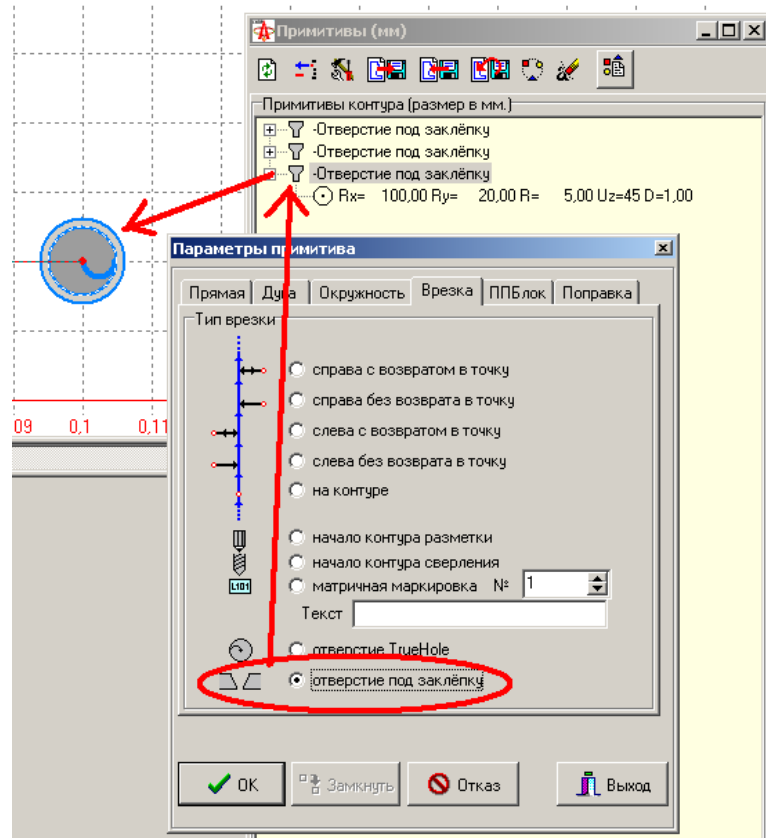 Примитивы (мм)
Примитивы контура (размер в мм.)
-Отверстие под заклёпку
-Отверстие под заклёпку
-Отверстие под заклёпку
Rx= 100,00 Ry= 20,00 R= 5,00 Uz=45 D=1,00
Параметры примитива
Прямая Дуга Окружность Врезка ППБлок Поправка
Тип врезки
справа с возвратом в точку
справа без возврата в точку
слева с возвратом в точку
слева без возврата в точку
на контуре
начало контура разметки
начало контура сверления
L101 матричная маркировка № 1
Текст
отверстие TrueHole
отверстие под заклёпку
OK Замкнуть Отказ Выход
09 0,1 0,11